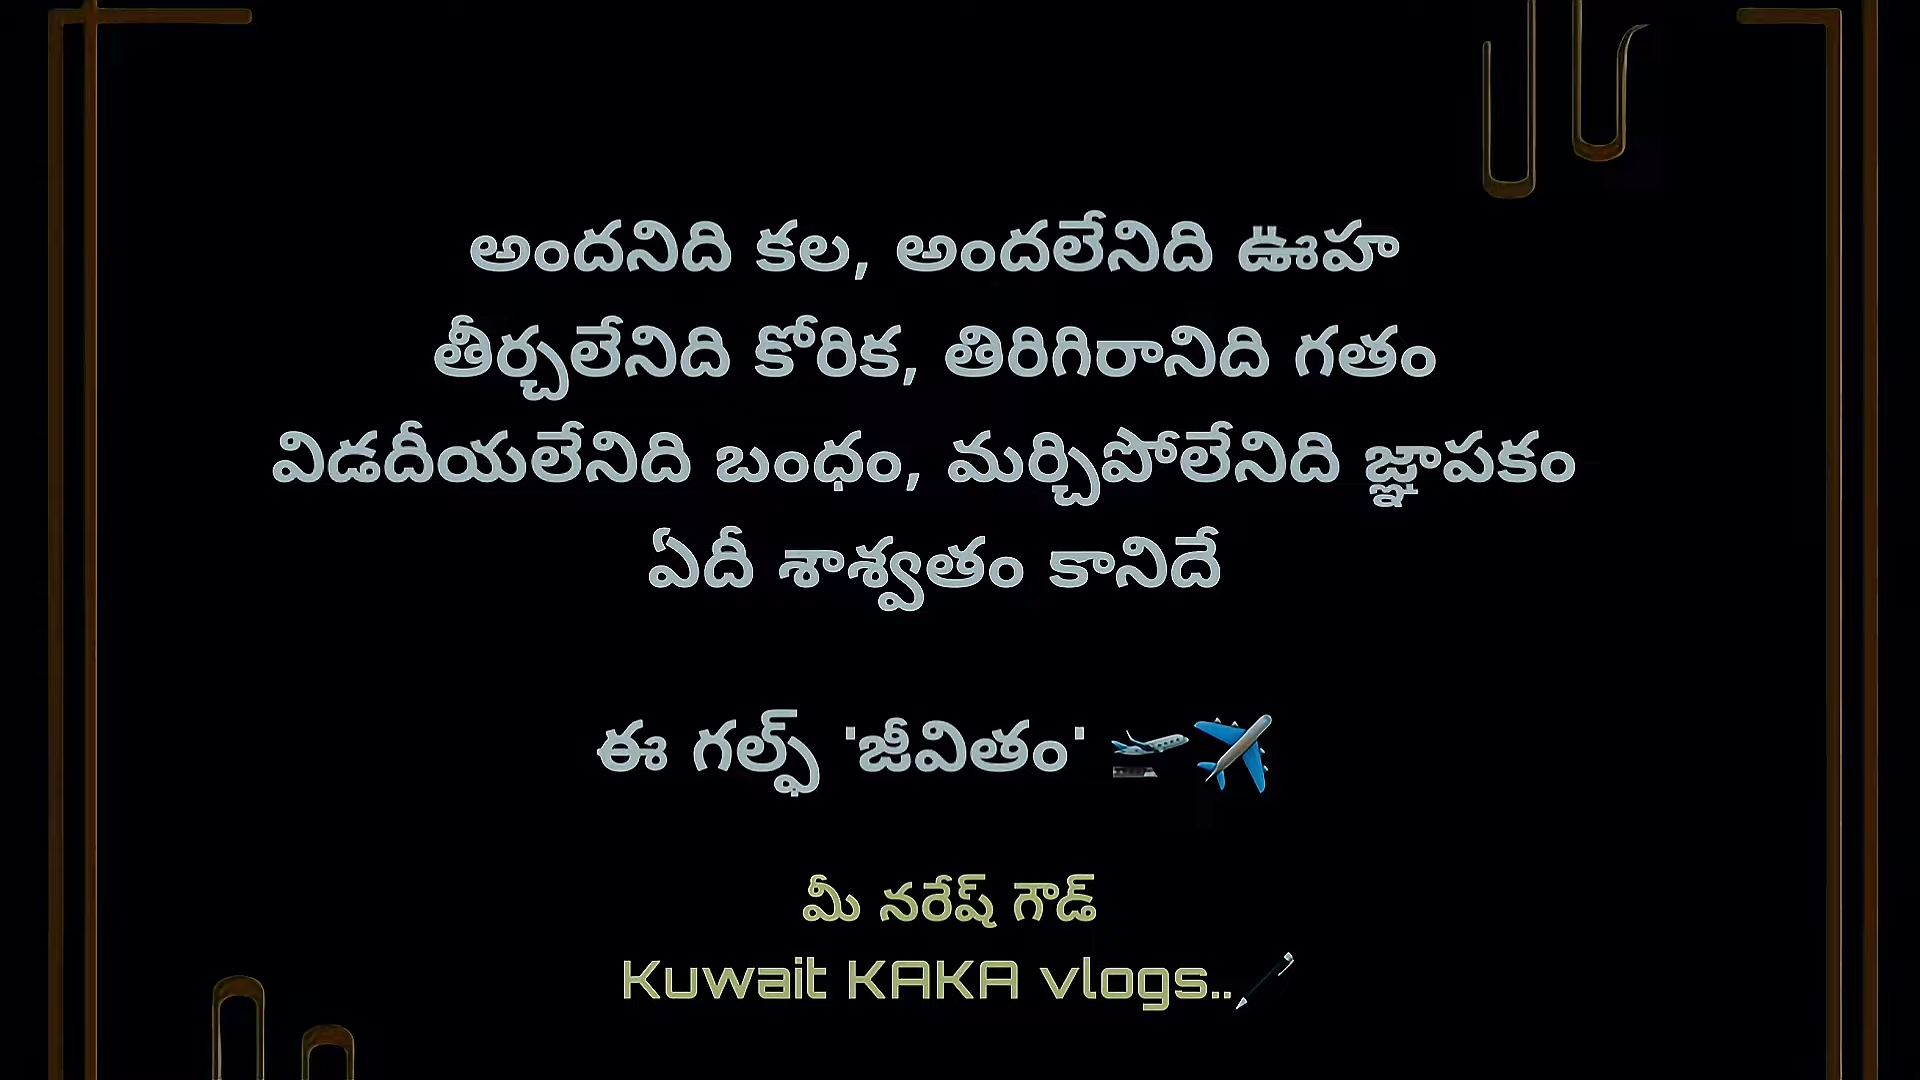 అందనిది కల, అందలేనిది ఊహ
తీర్చలేనిది కోరిక, తిరిగిరానిది గతం
విడదీయలేనిది బంధం, మర్చిపోలేనిది జ్ఞాపకం
ఏదీ శాశ్వతం కానిదే
ఈ గల్ఫ్ 'జీవితం' 🛫✈️
మీ నరేష్ గౌడ్
Kuwait KAKA vlogs..🖊️